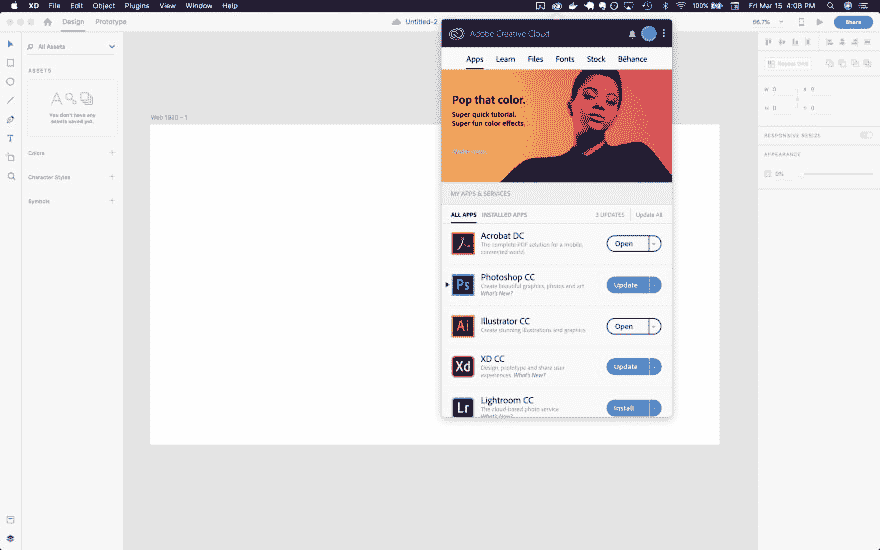 XD File Edit Object Plugins View Window Help
100% Fri Mar 15 4:08 PM
Design Prototype
Untitled-2
66.7%
Share
All Assets
ASSETS
You don't have any
assets saved yet.
Colors
Character Styles
Symbols
Web 1920 – 1
Adobe Creative Cloud
Apps Learn Files Fonts Stock Béhance
Pop that color.
Super quick tutorial.
Super fun color effects.
MY APPS & SERVICES
ALL APPS INSTALLED APPS 3 UPDATES Update All
Acrobat DC
The complete PDF solution for a mobile,
connected world.
Open
Ps
Photoshop CC
Create beautiful graphics, photos and art
What's New?
Update
Ai
Illustrator CC
Create stunning illustrations and graphics
Open
Xd
XD CC
Design, prototype and share user
experiences What's New?
Update
Lr
Lightroom CC
The cloud-based photo service
What's New?
Install
Repeat Grid
W 0 X 0
H 0 Y 0
RESPONSIVE RESIZE
APPEARANCE
0%